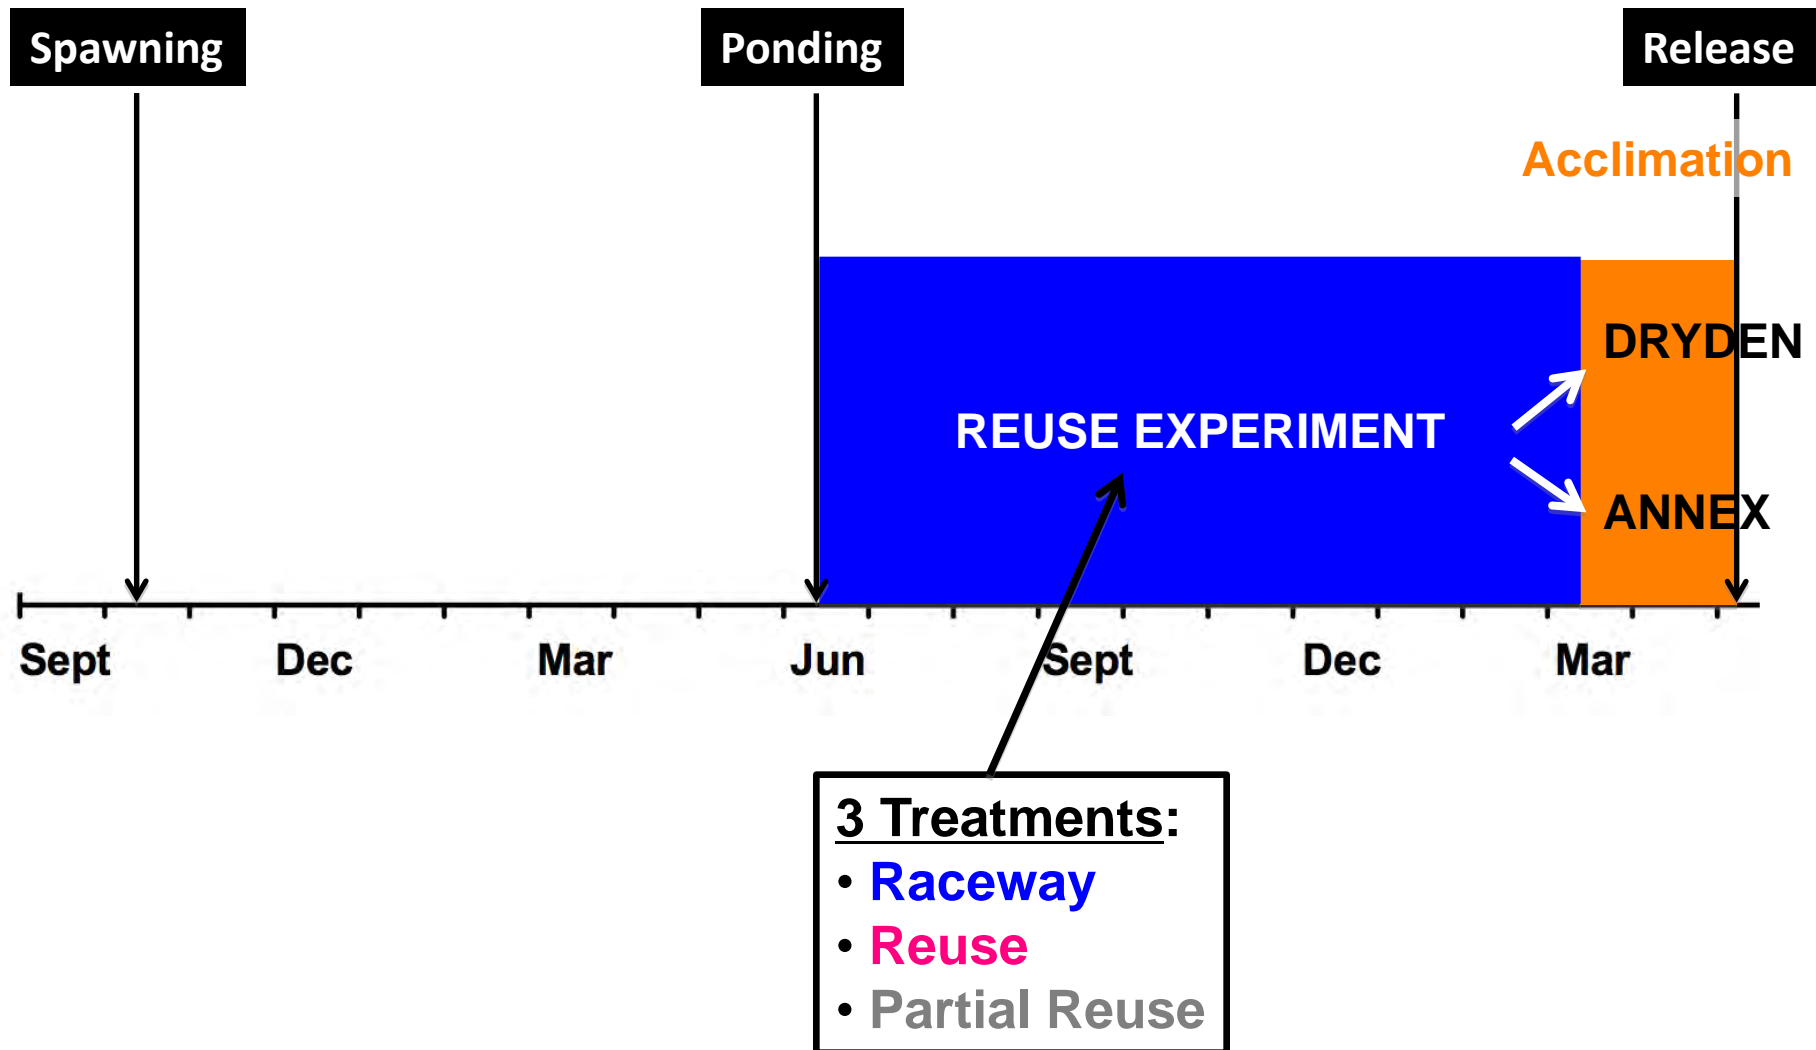 Spawning
Ponding
Release
Acclimation
DRYDEN
REUSE EXPERIMENT
ANNEX
Sept
Dec
Mar
Jun
Sept
Dec
Mar
3 Treatments:
• Raceway
• Reuse
• Partial Reuse